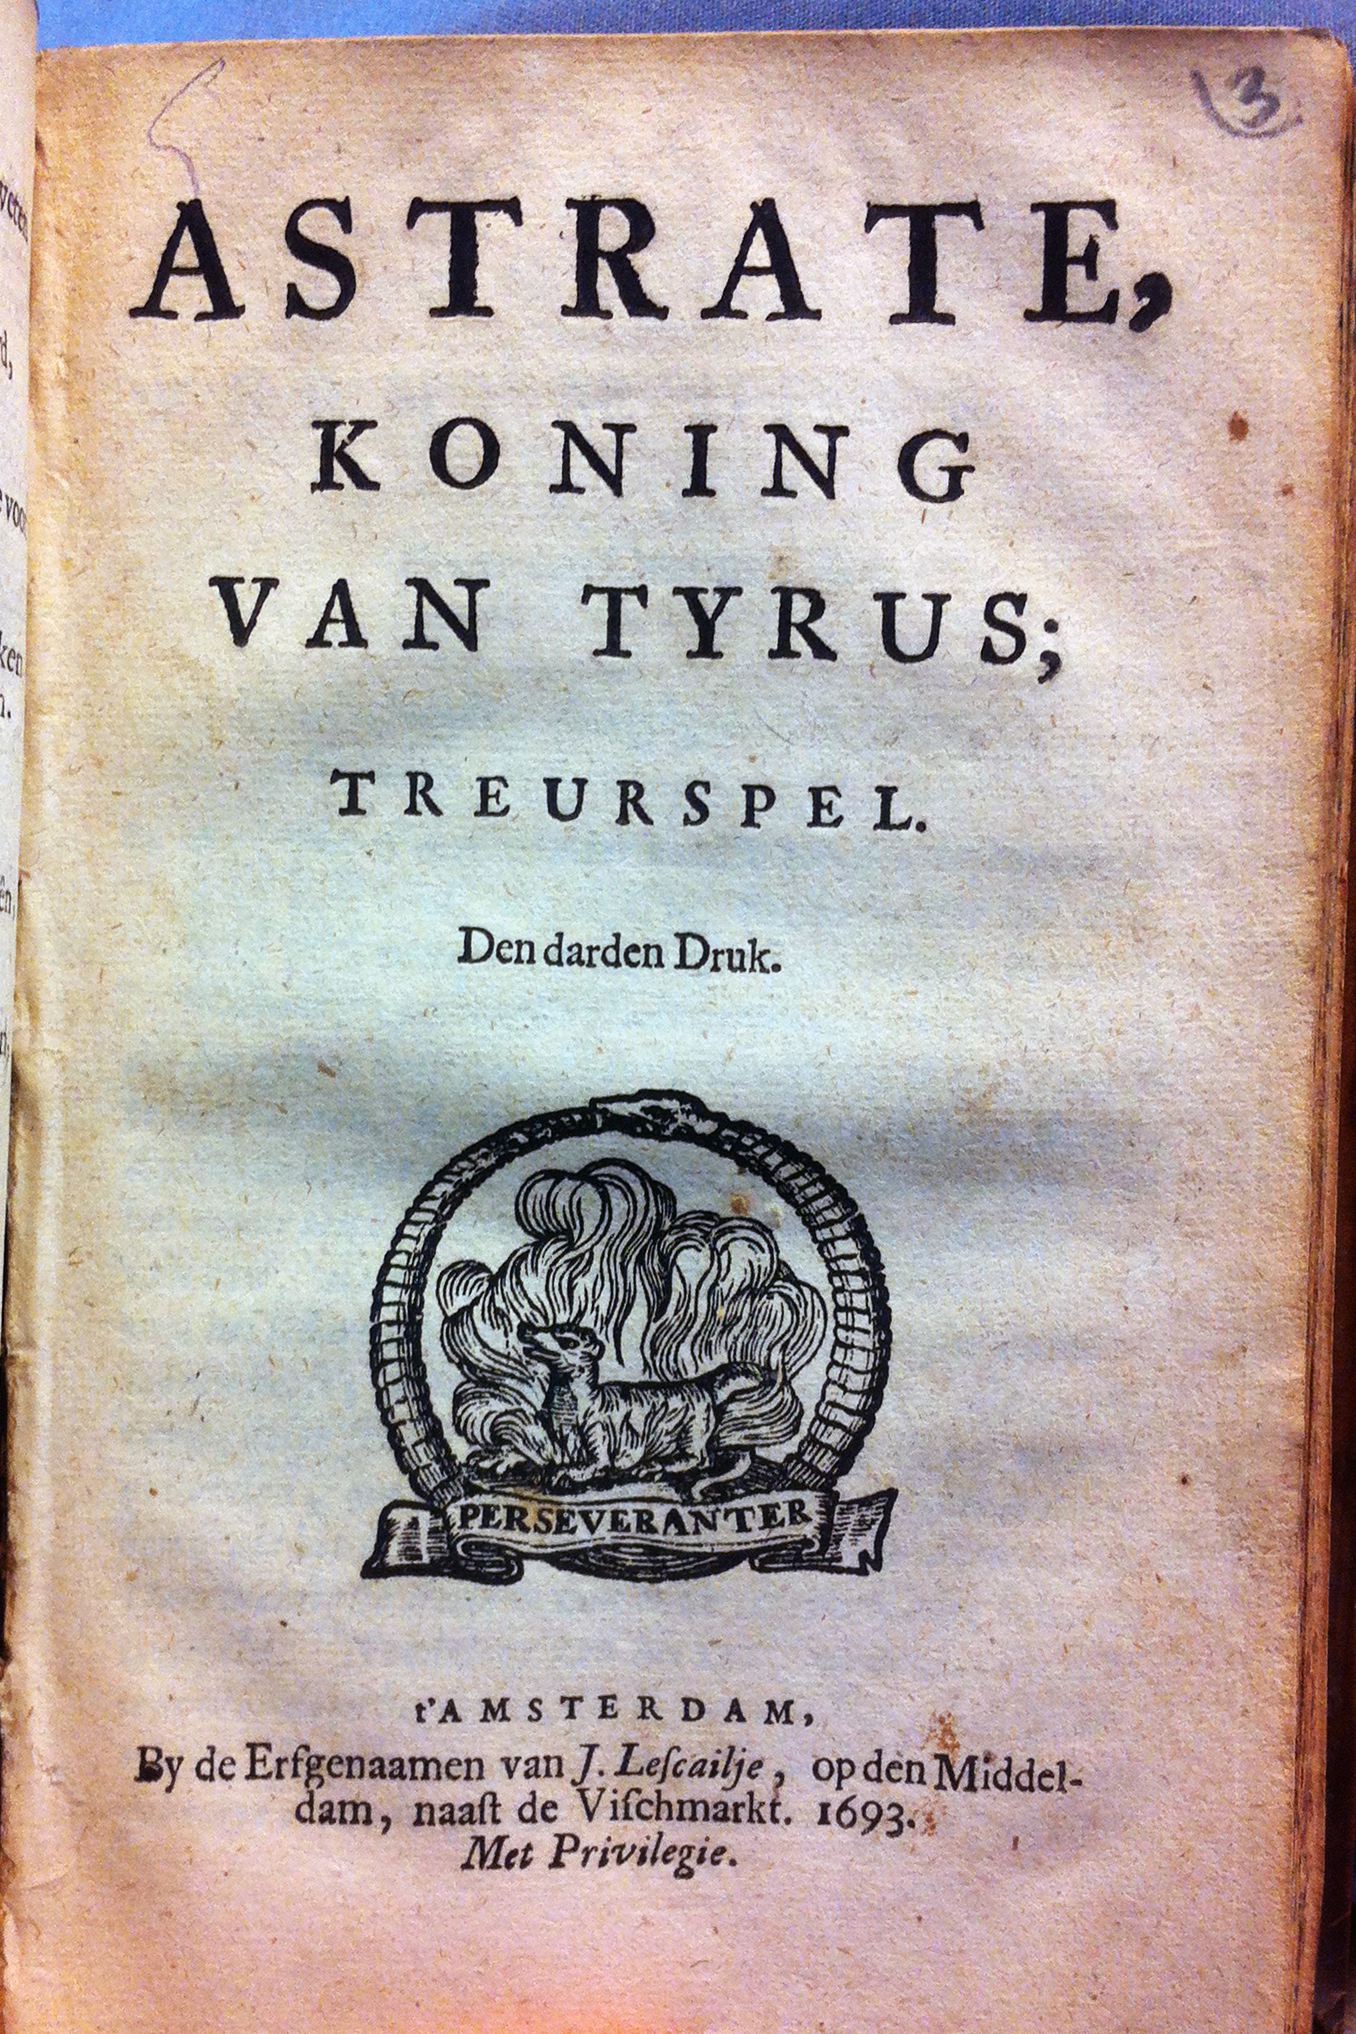 3
ASTRATE,
KONING
VAN TYRUS;
TREURSPEL.
Den darden Druk.
PERSEVERANTER
t'AMSTERDAM,
By de Erfgenaamen van J. Leſcailje, op den Middel-
dam, naaſt de Viſchmarkt. 1693.
Met Privilegie.